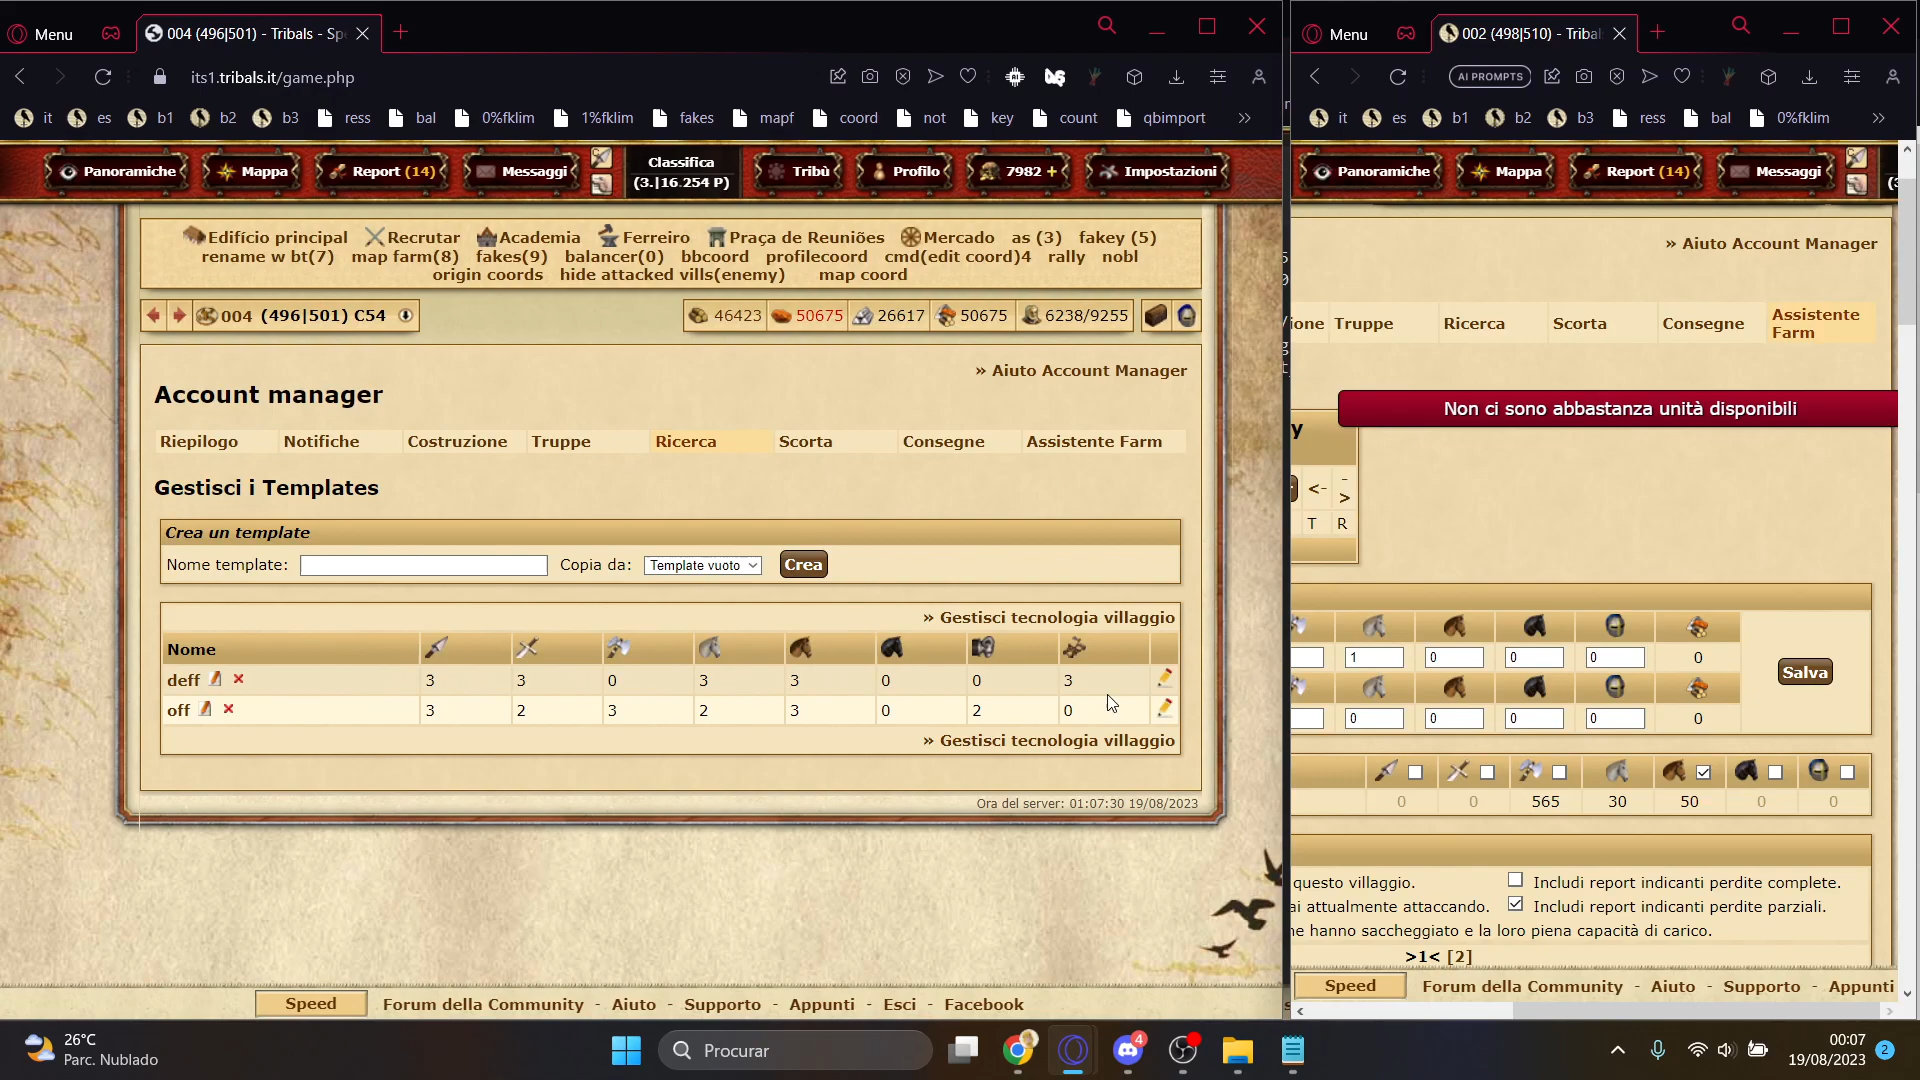 Menu
004 (496|501) - Tribals - Sp
its1.tribals.it/game.php
it es b1 b2 b3 ress bal 0%fklim 1%fklim fakes mapf coord not key count qbimport »
Panoramiche Mappa Report (14) Messaggi Classifica (3.|16.254 P) Tribù Profilo 7982 + Impostazioni
Edifício principal Recrutar Academia Ferreiro Praça de Reuniões Mercado as (3) fakey (5)
rename w bt(7) map farm(8) fakes(9) balancer(0) bbcoord profilecoord cmd(edit coord)4 rally nobl
origin coords hide attacked vills(enemy) map coord
004 (496|501) C54 46423 50675 26617 50675 6238/9255
» Aiuto Account Manager
Account manager
Riepilogo Notifiche Costruzione Truppe Ricerca Scorta Consegne Assistente Farm
Gestisci i Templates
Crea un template
Nome template: Copia da: Template vuoto Crea
» Gestisci tecnologia villaggio
Nome
deff 3 3 0 3 3 0 0 3
off 3 2 3 2 3 0 2 0
» Gestisci tecnologia villaggio
Ora del server: 01:07:30 19/08/2023
Speed Forum della Community - Aiuto - Supporto - Appunti - Esci - Facebook
Menu
002 (498|510) - Tribal
AI PROMPTS
it es b1 b2 b3 ress bal 0%fklim »
Panoramiche Mappa Report (14) Messaggi (3
» Aiuto Account Manager
ione Truppe Ricerca Scorta Consegne Assistente
Farm
Non ci sono abbastanza unità disponibili
y
<- ->
T R
1 0 0 0 0
Salva
0 0 0 0 0
0 0 565 30 50 0 0
questo villaggio. Includi report indicanti perdite complete.
ai attualmente attaccando. Includi report indicanti perdite parziali.
ne hanno saccheggiato e la loro piena capacità di carico.
>1< [2]
Speed Forum della Community - Aiuto - Supporto - Appunti
26°C
Parc. Nublado
Procurar
4
00:07
19/08/2023
2